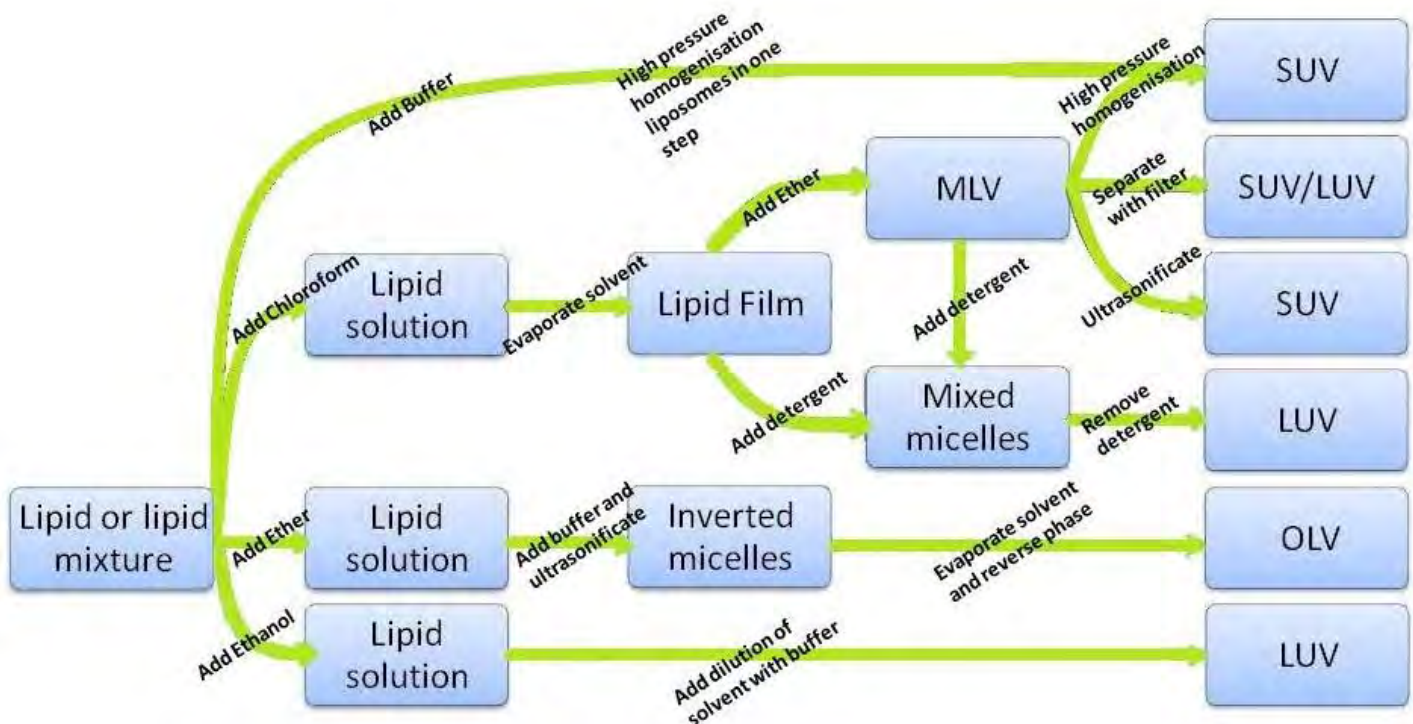 Add Buffer
High pressure
homogenisation
liposomes in one
step
High pressure
homogenisation
SUV
Add Ether
MLV
Separate
with filter
SUV/LUV
Add Chloroform
Lipid
solution
Evaporate solvent
Lipid Film
Add detergent
Ultrasonificate
SUV
Add detergent
Mixed
micelles
Remove
detergent
LUV
Lipid or lipid
mixture
Add Ether
Lipid
solution
Add buffer and
ultrasonificate
Inverted
micelles
Evaporate solvent
and reverse phase
OLV
Add Ethanol
Lipid
solution
Add dilution of
solvent with buffer
LUV